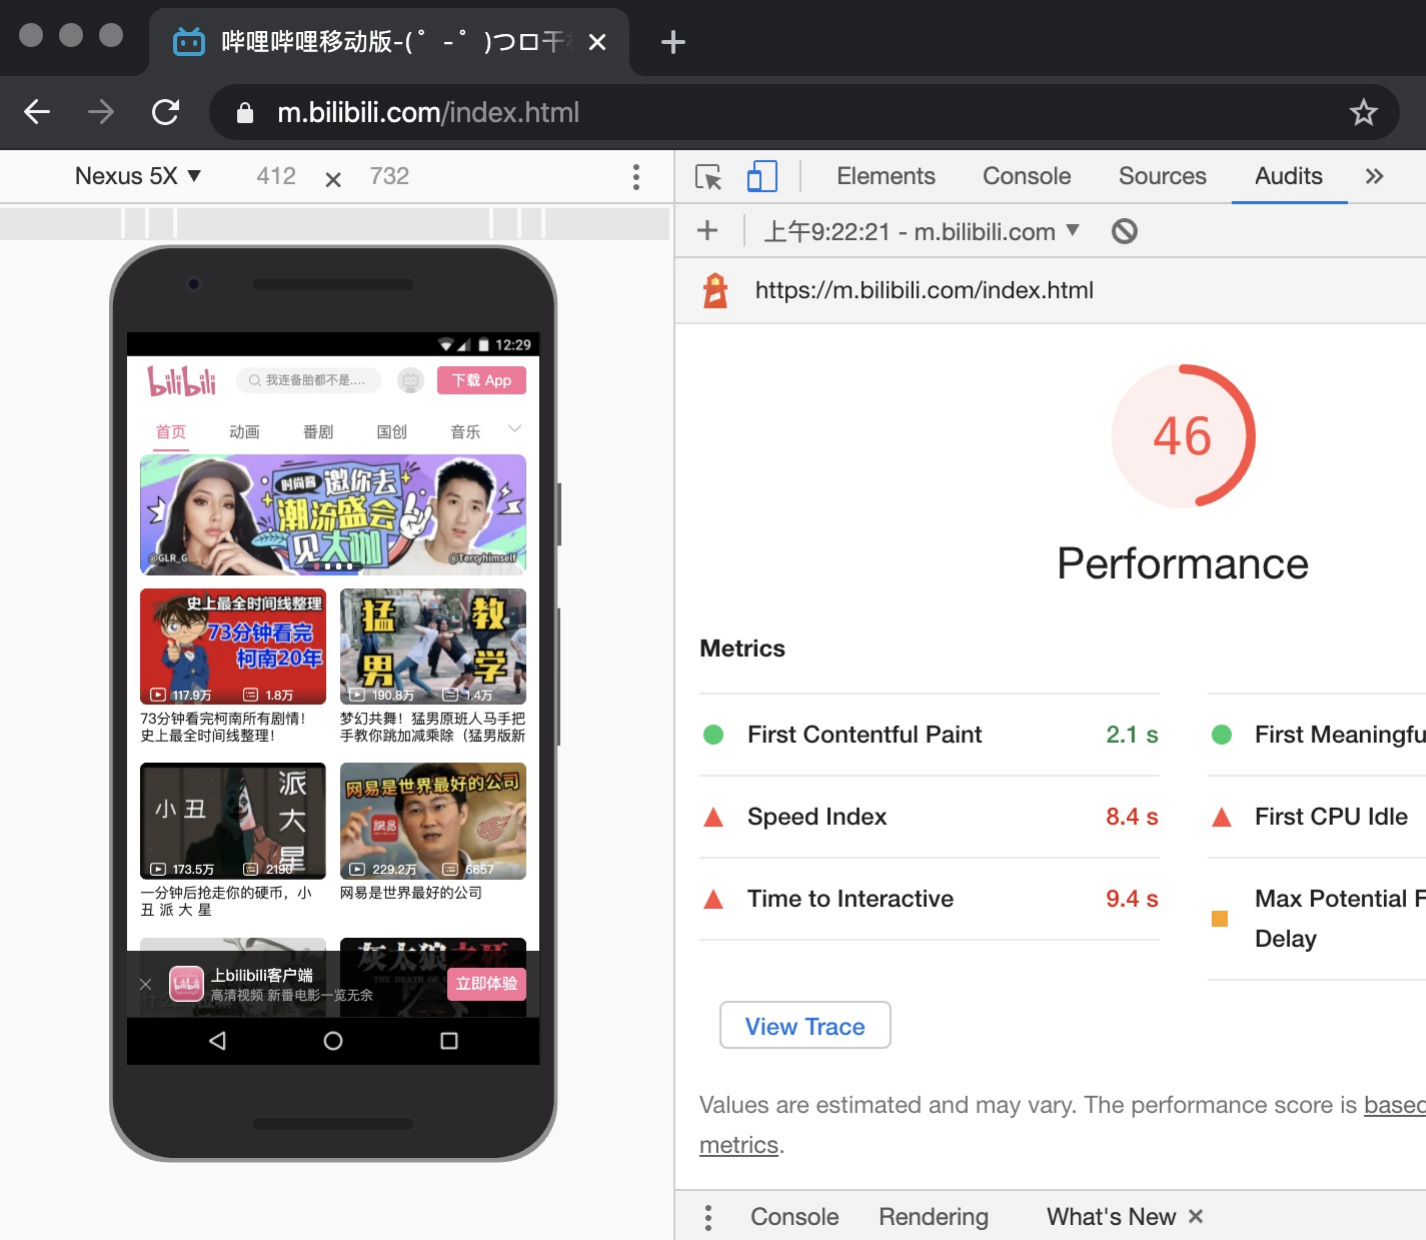 哔哩哔哩移动版-(゜-゜)つロ干
m.bilibili.com/index.html
Nexus 5X ▼ 412 × 732
Elements Console Sources Audits »
上午9:22:21 - m.bilibili.com ▼
https://m.bilibili.com/index.html
12:29
bilibili 我连备胎都不是.... 下载 App
首页 动画 番剧 国创 音乐
时尚酱 邀你去
潮流盛会
见大咖
@GLR_G @Terryhimself
史上最全时间线整理
73分钟看完
柯南20年
117.9万 1.8万
73分钟看完柯南所有剧情！
史上最全时间线整理！
猛男 教学
190.8万 1.4万
梦幻共舞！猛男原班人马手把
手教你跳加减乘除（猛男版新
小丑 派大星
173.5万 2190
一分钟后抢走你的硬币，小
丑 派 大 星
网易是世界最好的公司
網易
229.2万 6657
网易是世界最好的公司
灰太狼之死
THE DEATH OF
上bilibili客户端
高清视频 新番电影一览无余
立即体验
46
Performance
Metrics
First Contentful Paint 2.1 s
First Meaningfu
Speed Index 8.4 s
First CPU Idle
Time to Interactive 9.4 s
Max Potential F
Delay
View Trace
Values are estimated and may vary. The performance score is based
metrics.
Console Rendering What's New ×